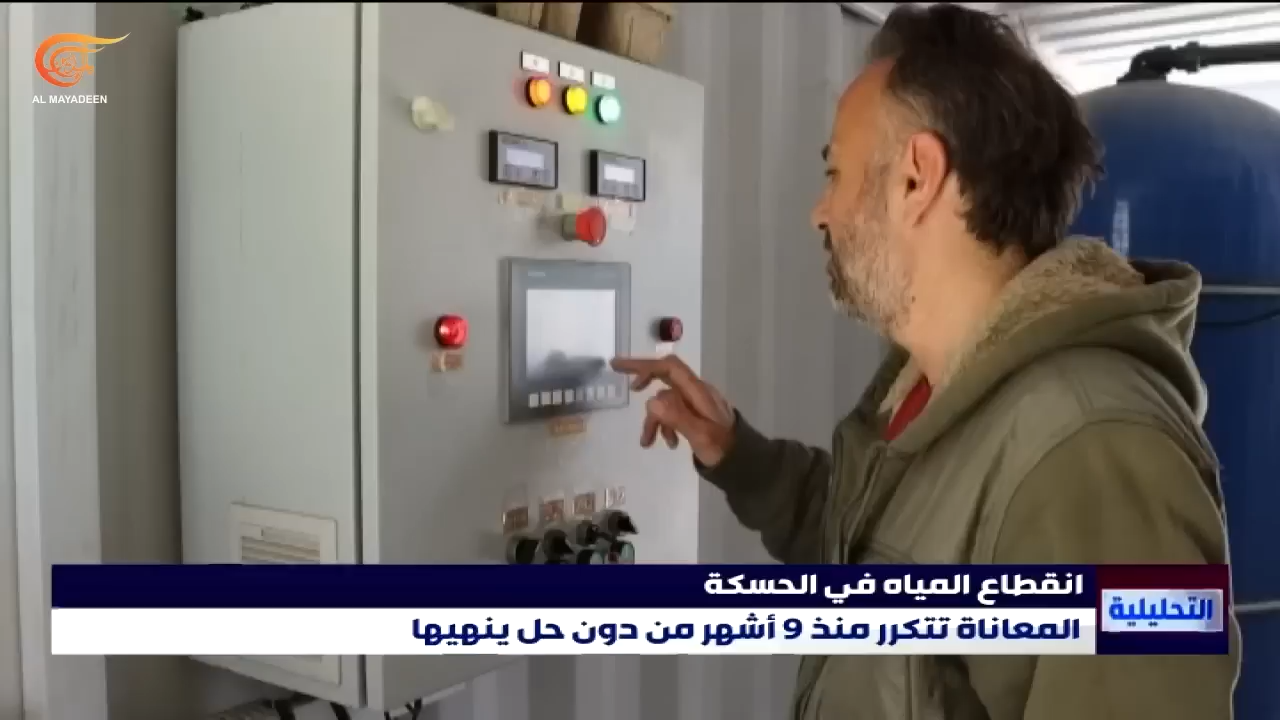 AL MAYADEEN
انقطاع المياه في الحسكة
التحليلية
المعاناة تتكرر منذ 9 أشهر من دون حل ينهيها